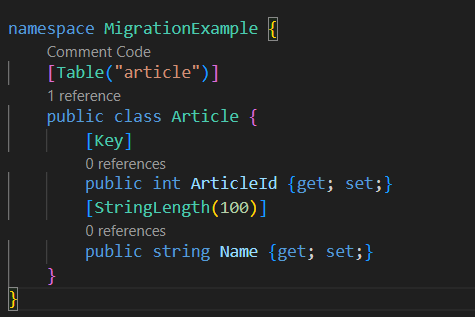 namespace MigrationExample {
Comment Code
[Table("article")]
1 reference
public class Article {
[Key]
0 references
public int ArticleId {get; set;}
[StringLength(100)]
0 references
public string Name {get; set;}
}
}